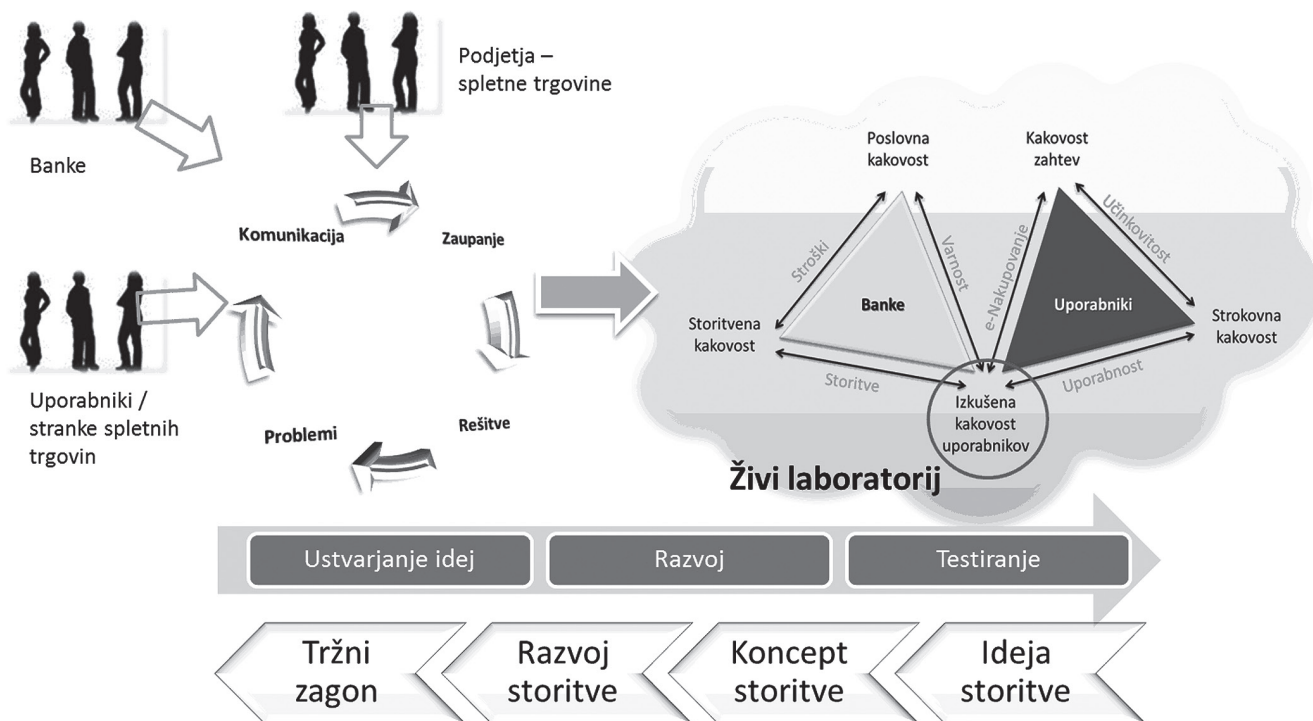 Podjetja –
spletne trgovine
Banke
Komunikacija
Zaupanje
Uporabniki /
stranke spletnih
trgovin
Problemi
Rešitve
Poslovna
kakovost
Kakovost
zahtev
Stroški
Varnost
e-Nakupovanje
Učinkovitost
Banke
Uporabniki
Storitvena
kakovost
Strokovna
kakovost
Storitve
Uporabnost
Izkušena
kakovost
uporabnikov
Živi laboratorij
Ustvarjanje idej
Razvoj
Testiranje
Tržni
zagon
Razvoj
storitve
Koncept
storitve
Ideja
storitve